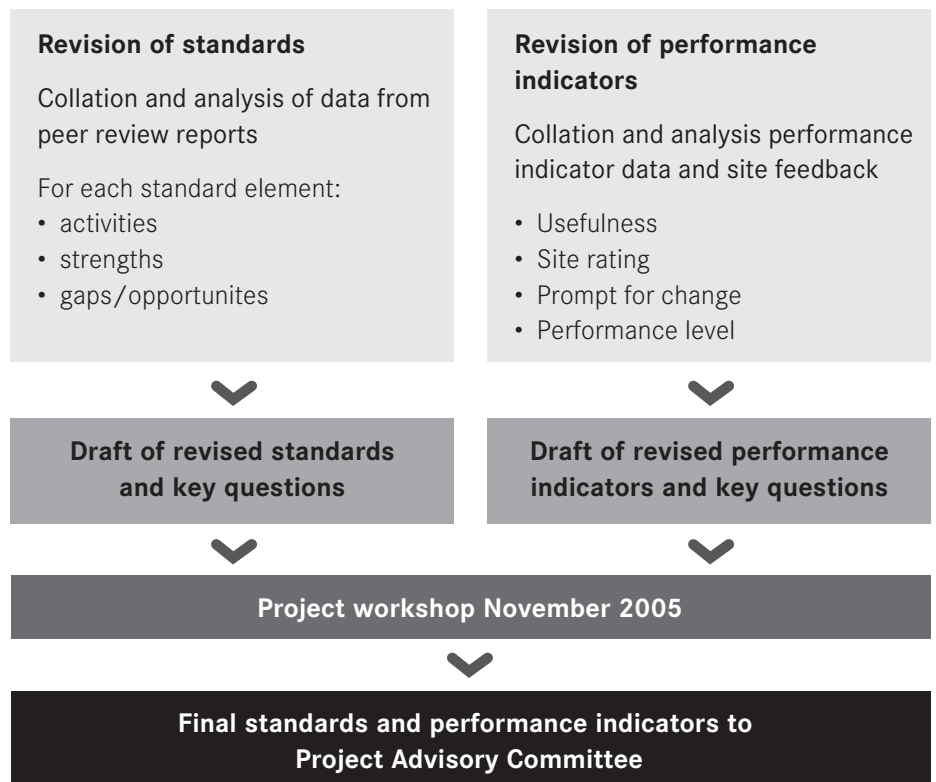 Revision of standards
Collation and analysis of data from
peer review reports
For each standard element:
• activities
• strengths
• gaps/opportunites
Revision of performance
indicators
Collation and analysis performance
indicator data and site feedback
• Usefulness
• Site rating
• Prompt for change
• Performance level
Draft of revised standards
and key questions
Draft of revised performance
indicators and key questions
Project workshop November 2005
Final standards and performance indicators to
Project Advisory Committee